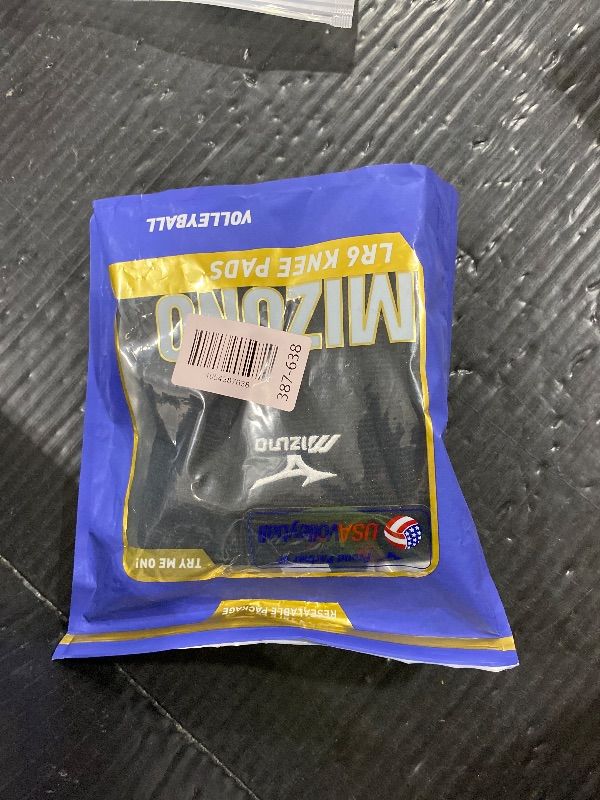 VOLLEYBALL
LR6 KNEE PADS
MIZUNO
387-638
MIZUNO
USA Volleyball
TRY ME ON!
RESEALABLE PACKAGE